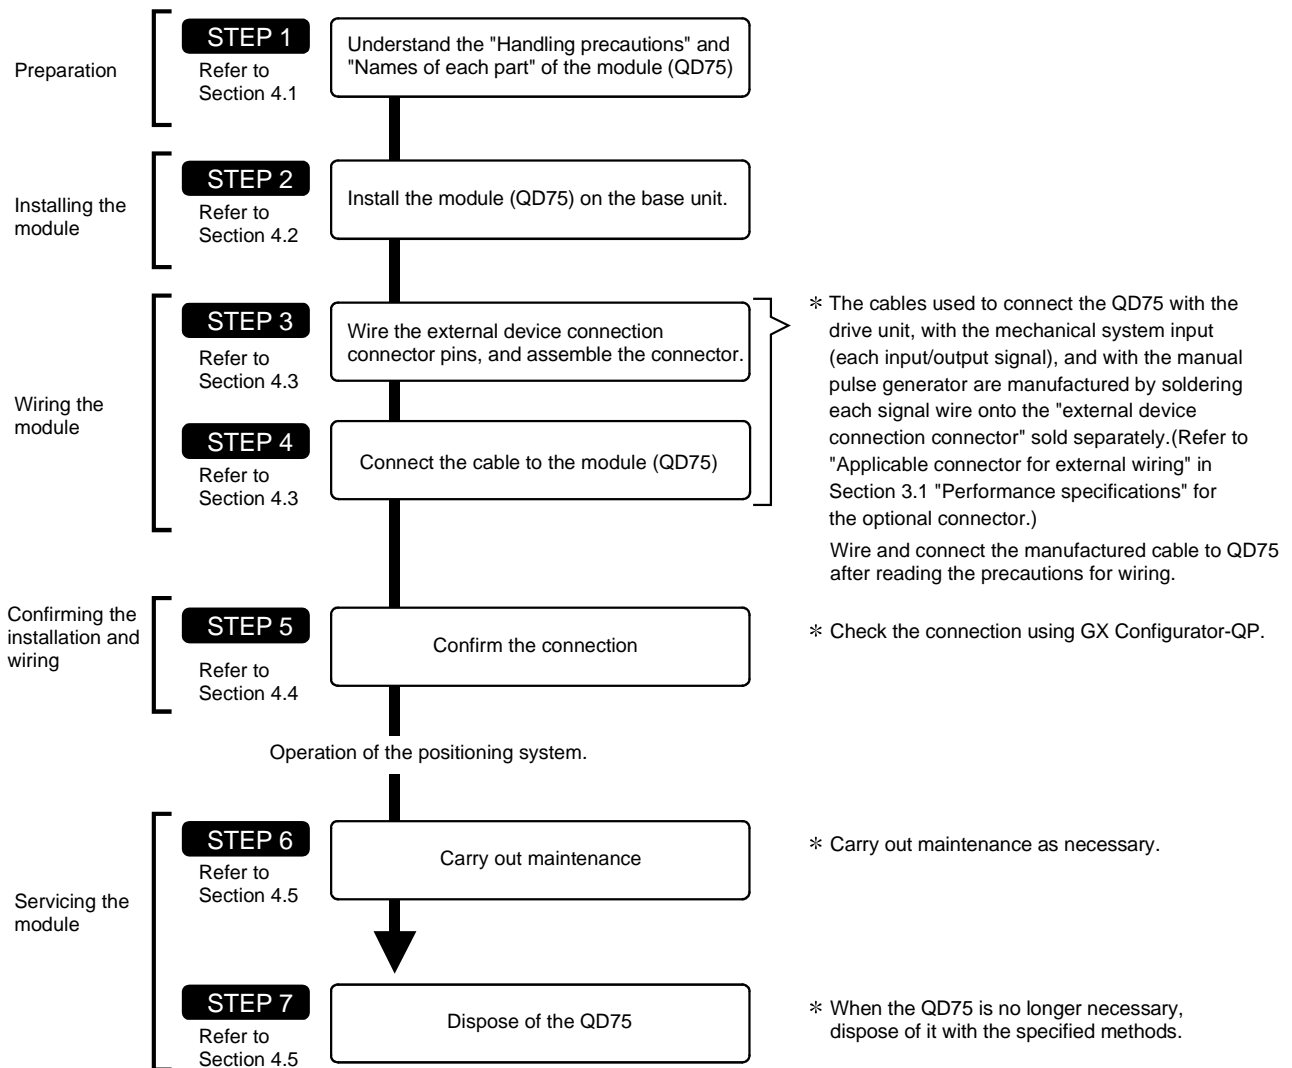 Preparation
STEP 1
Refer to
Section 4.1
Understand the "Handling precautions" and
"Names of each part" of the module (QD75)
Installing the
module
STEP 2
Refer to
Section 4.2
Install the module (QD75) on the base unit.
Wiring the
module
STEP 3
Refer to
Section 4.3
Wire the external device connection
connector pins, and assemble the connector.
STEP 4
Refer to
Section 4.3
Connect the cable to the module (QD75)
* The cables used to connect the QD75 with the
drive unit, with the mechanical system input
(each input/output signal), and with the manual
pulse generator are manufactured by soldering
each signal wire onto the "external device
connection connector" sold separately.(Refer to
"Applicable connector for external wiring" in
Section 3.1 "Performance specifications" for
the optional connector.)
Wire and connect the manufactured cable to QD75
after reading the precautions for wiring.
Confirming the
installation and
wiring
STEP 5
Refer to
Section 4.4
Confirm the connection
* Check the connection using GX Configurator-QP.
Operation of the positioning system.
Servicing the
module
STEP 6
Refer to
Section 4.5
Carry out maintenance
* Carry out maintenance as necessary.
STEP 7
Refer to
Section 4.5
Dispose of the QD75
* When the QD75 is no longer necessary,
dispose of it with the specified methods.